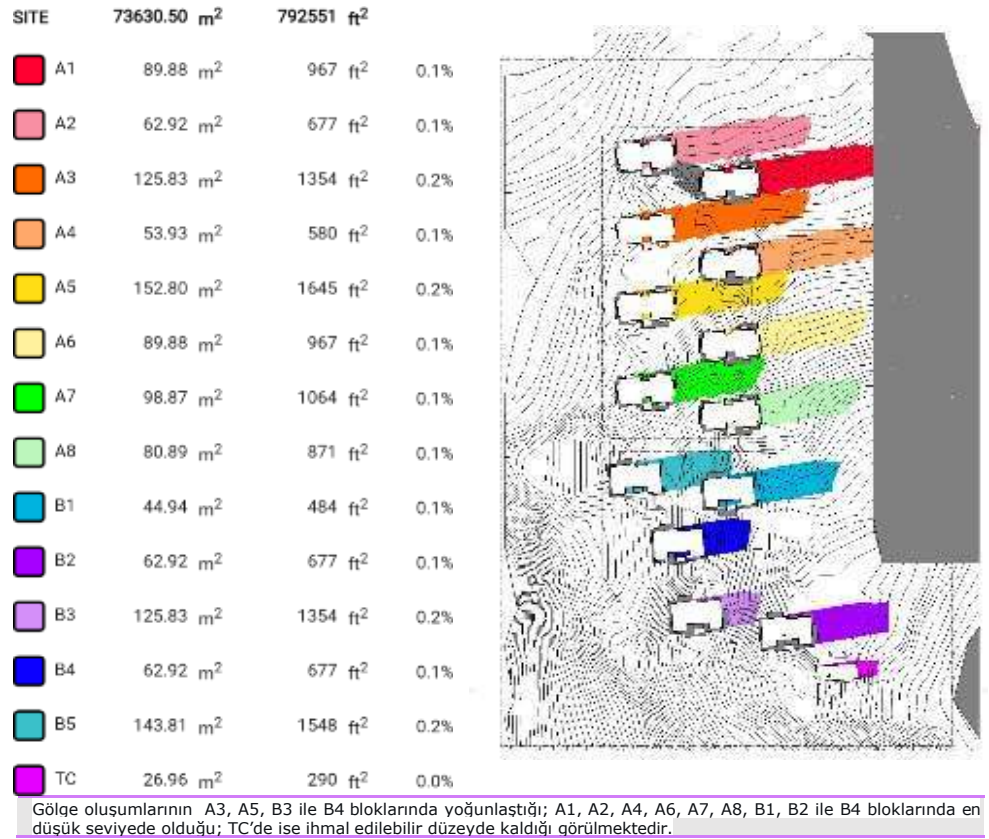 SITE 73630.50 m² 792551 ft²
A1 89.88 m² 967 ft² 0.1%
A2 62.92 m² 677 ft² 0.1%
A3 125.83 m² 1354 ft² 0.2%
A4 53.93 m² 580 ft² 0.1%
A5 152.80 m² 1645 ft² 0.2%
A6 89.88 m² 967 ft² 0.1%
A7 98.87 m² 1064 ft² 0.1%
A8 80.89 m² 871 ft² 0.1%
B1 44.94 m² 484 ft² 0.1%
B2 62.92 m² 677 ft² 0.1%
B3 125.83 m² 1354 ft² 0.2%
B4 62.92 m² 677 ft² 0.1%
B5 143.81 m² 1548 ft² 0.2%
TC 26.96 m² 290 ft² 0.0%
Gölge oluşumlarının A3, A5, B3 ile B4 bloklarında yoğunlaştığı; A1, A2, A4, A6, A7, A8, B1, B2 ile B4 bloklarında en
düşük seviyede olduğu; TC’de ise ihmal edilebilir düzeyde kaldığı görülmektedir.